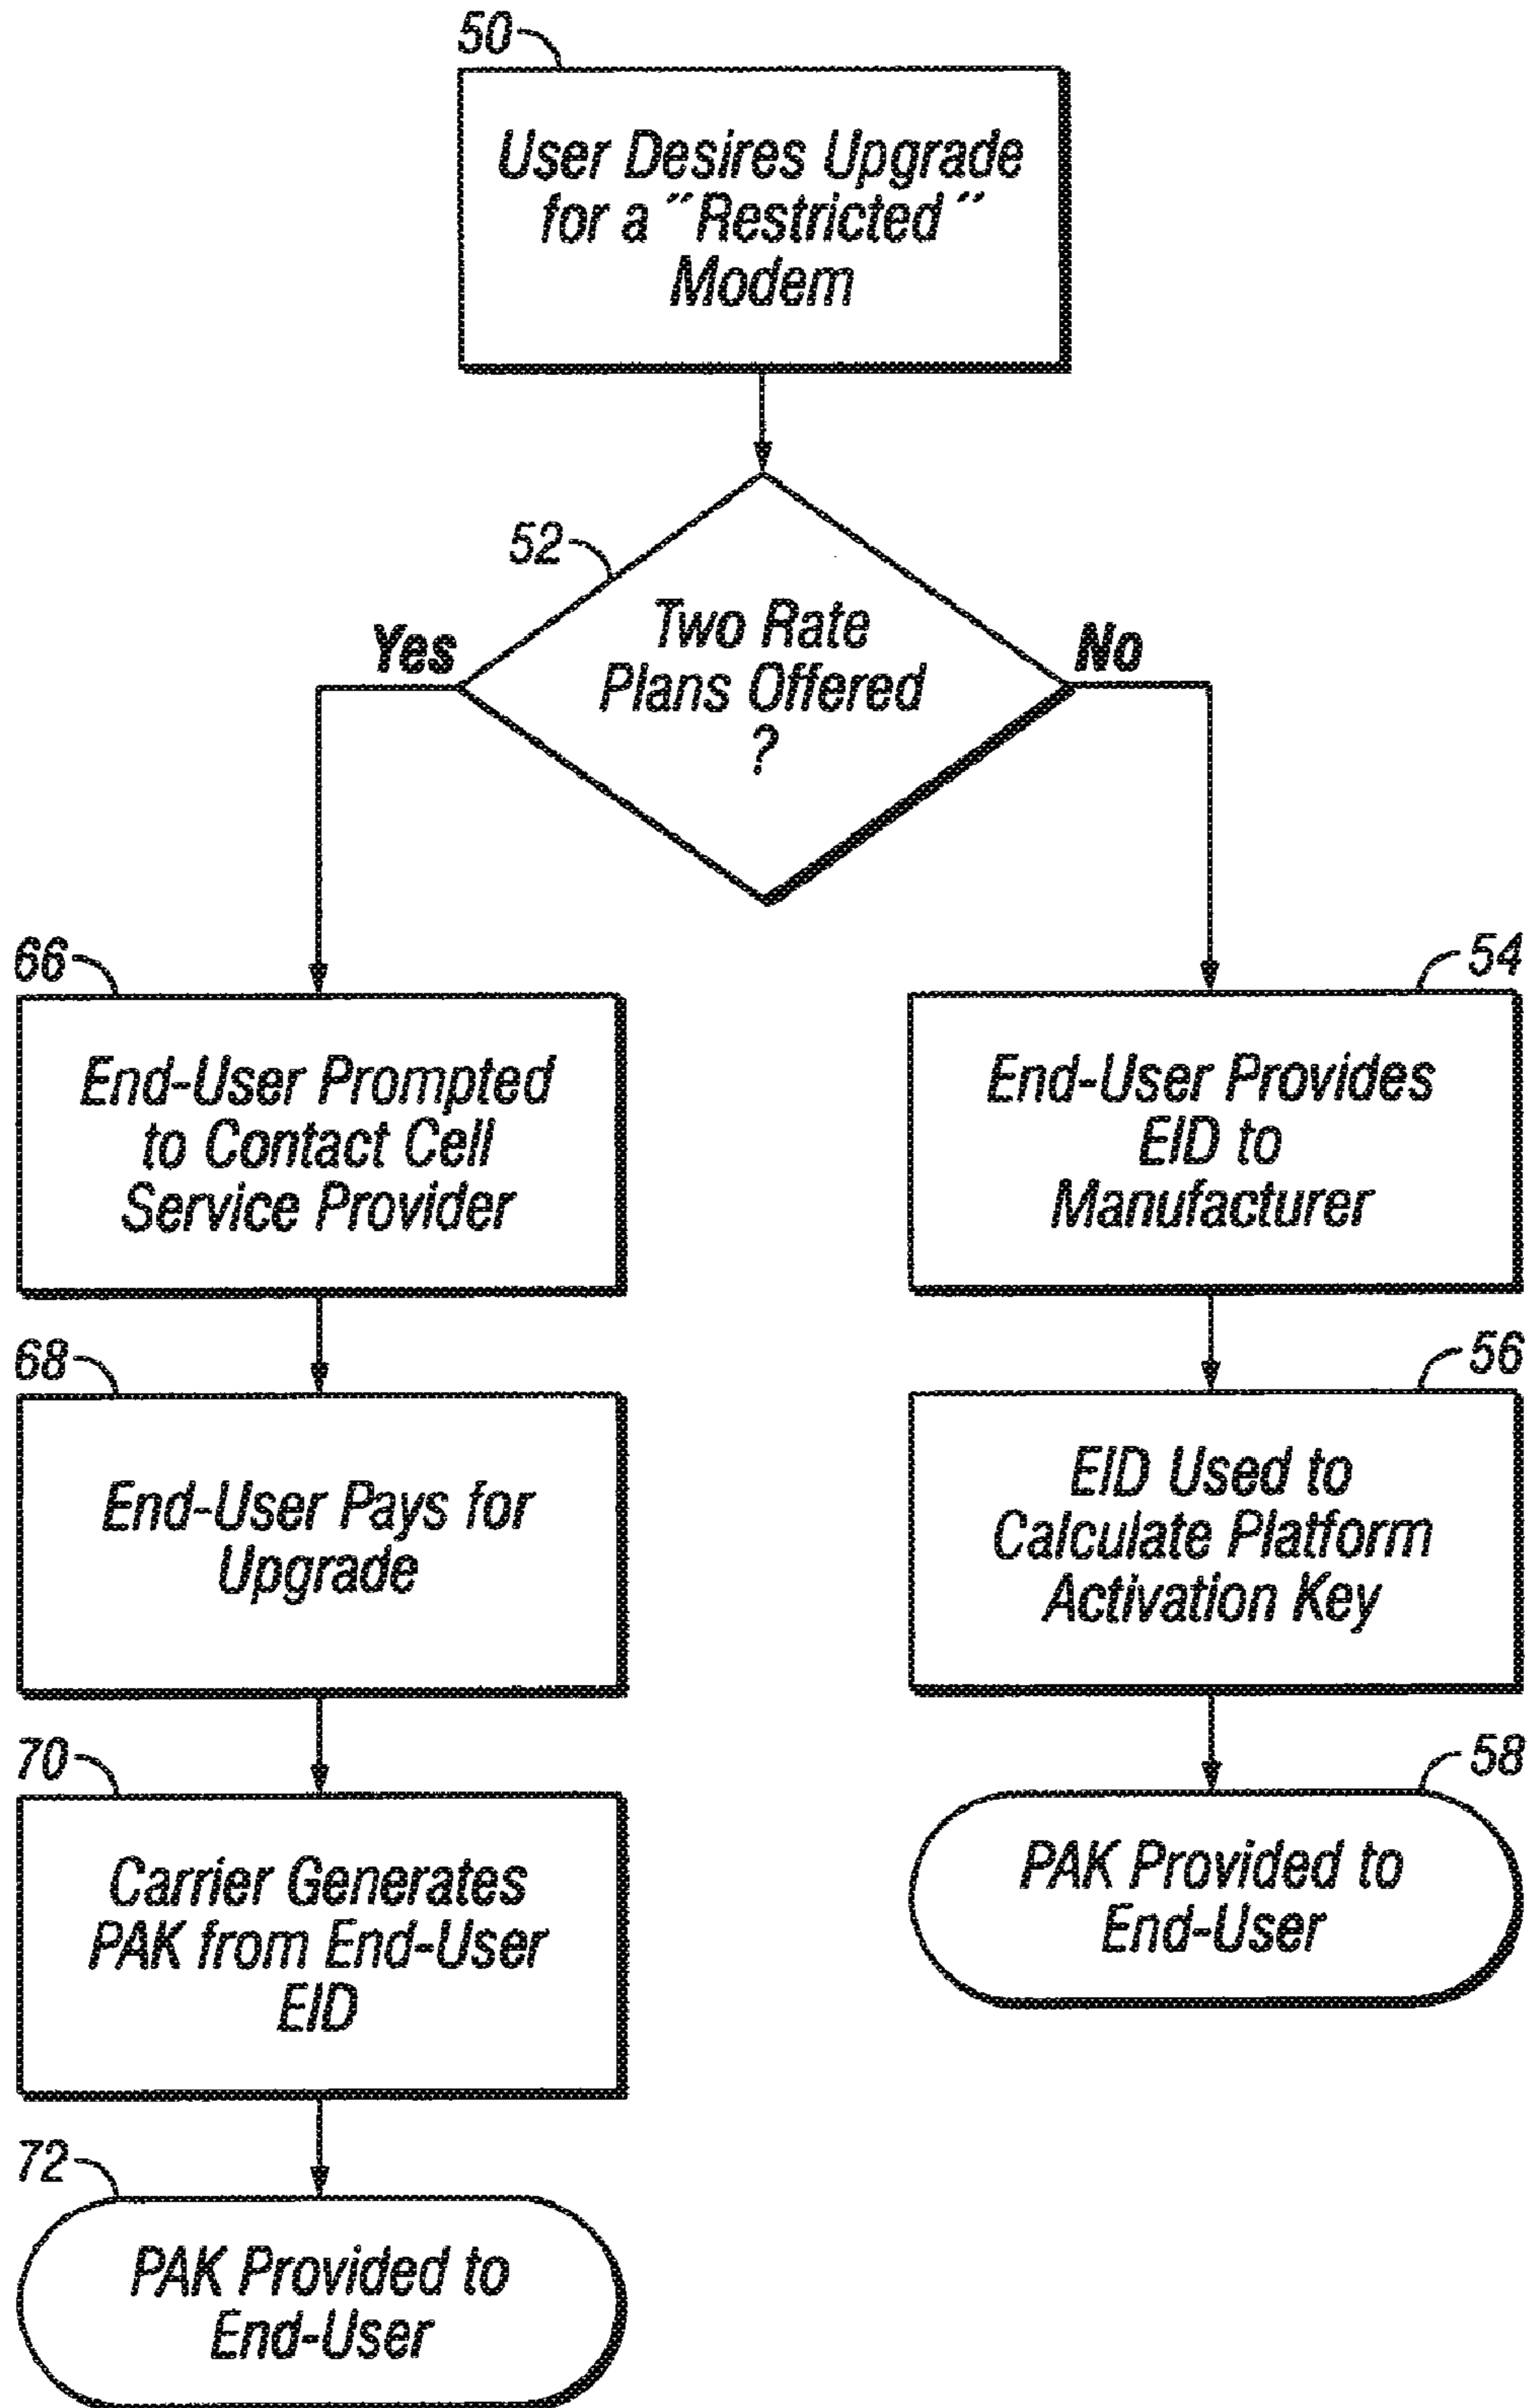 50
User Desires Upgrade
for a "Restricted"
Modem
52
Two Rate
Plans Offered
?
Yes
No
66
End-User Prompted
to Contact Cell
Service Provider
68
End-User Pays for
Upgrade
70
Carrier Generates
PAK from End-User
EID
72
PAK Provided to
End-User
54
End-User Provides
EID to
Manufacturer
56
EID Used to
Calculate Platform
Activation Key
58
PAK Provided to
End-User